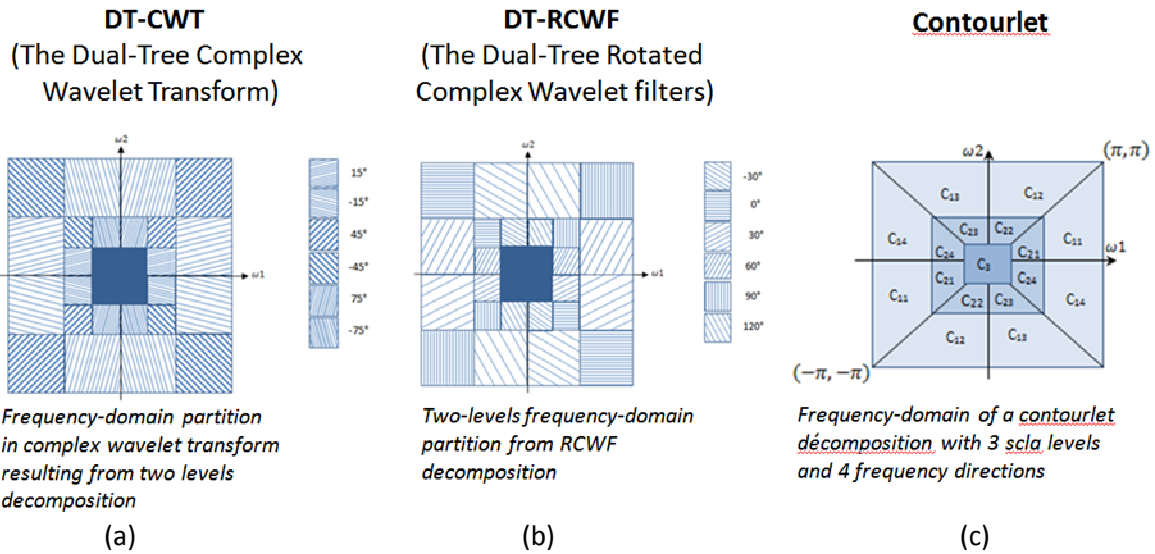 DT-CWT
(The Dual-Tree Complex
Wavelet Transform)
ω2
ω1
15°
-15°
45°
-45°
75°
-75°
Frequency-domain partition
in complex wavelet transform
resulting from two levels
decomposition
(a)
DT-RCWF
(The Dual-Tree Rotated
Complex Wavelet filters)
ω2
ω1
-30°
0°
30°
60°
90°
120°
Two-levels frequency-domain
partition from RCWF
decomposition
(b)
Contourlet
ω2
(π,π)
C13 C12
C14 C23 C22 C11
C24 C21 ω1
C3
C21 C24
C11 C22 C23 C14
C12 C13
(−π, −π)
Frequency-domain of a contourlet
décomposition with 3 scla levels
and 4 frequency directions
(c)